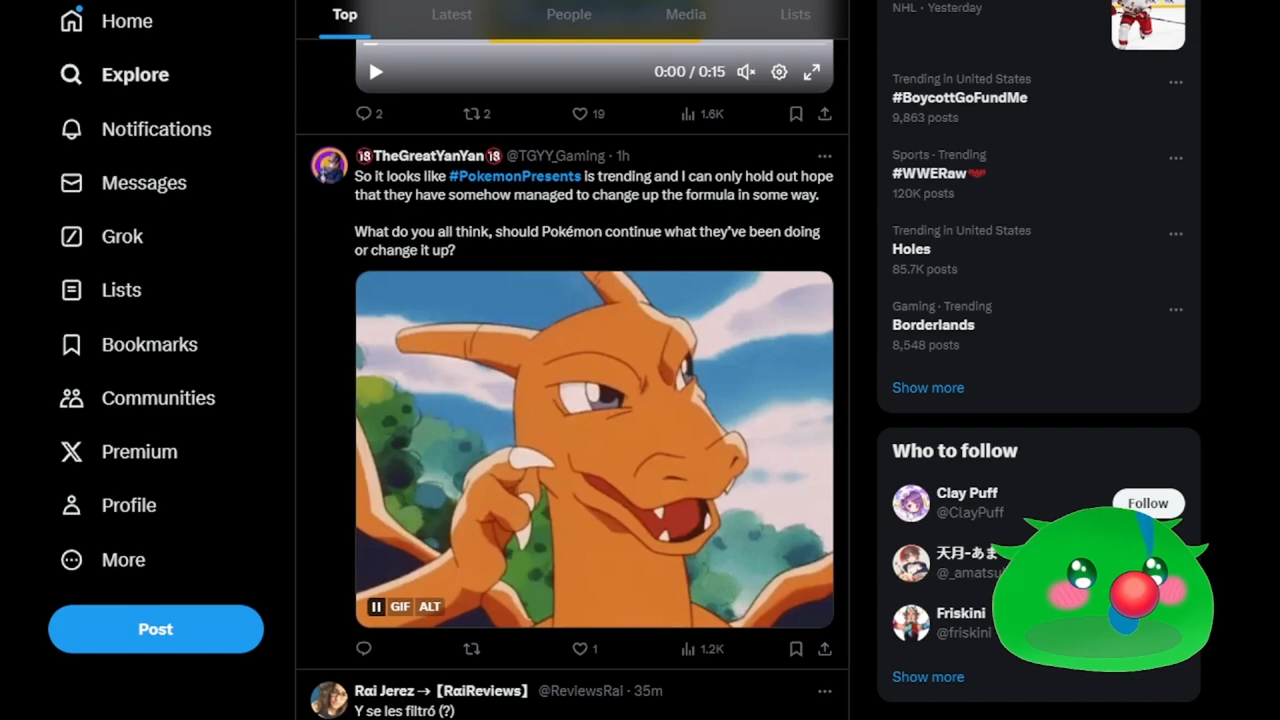 Home
Explore
Notifications
Messages
Grok
Lists
Bookmarks
Communities
Premium
Profile
More
Post
Top Latest People Media Lists
0:00 / 0:15
2 2 19 1.6K
🔞TheGreatYanYan🔞 @TGYY_Gaming · 1h
So it looks like #PokemonPresents is trending and I can only hold out hope
that they have somehow managed to change up the formula in some way.
What do you all think, should Pokémon continue what they've been doing
or change it up?
GIF ALT
1 1.2K
Rai Jerez → 【RaiReviews】 @ReviewsRai · 35m
Y se les filtró (?)
NHL · Yesterday
Trending in United States
#BoycottGoFundMe
9,863 posts
Sports · Trending
#WWERaw
120K posts
Trending in United States
Holes
85.7K posts
Gaming · Trending
Borderlands
8,548 posts
Show more
Who to follow
Clay Puff
@ClayPuff
Follow
天月-あま
@_amatsu
Friskini
@friskini
Show more